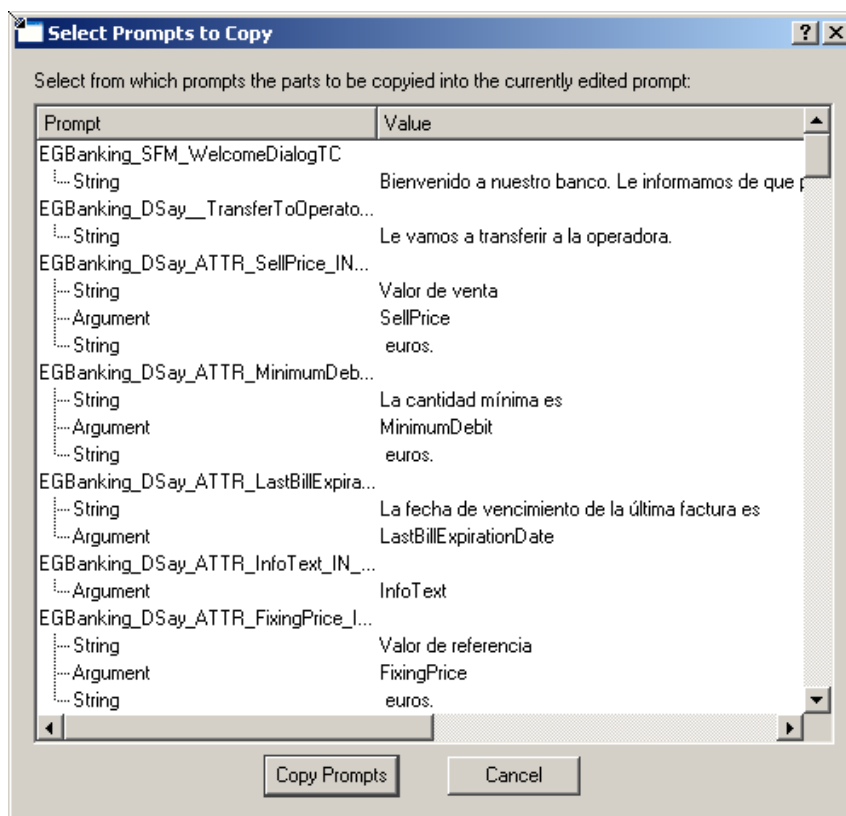 Select Prompts to Copy
Select from which prompts the parts to be copyied into the currently edited prompt:
Prompt Value
EGBanking_SFM_WelcomeDialogTC
String Bienvenido a nuestro banco. Le informamos de que
EGBanking_DSay__TransferToOperato...
String Le vamos a transferir a la operadora.
EGBanking_DSay_ATTR_SellPrice_IN...
String Valor de venta
Argument SellPrice
String euros.
EGBanking_DSay_ATTR_MinimumDeb...
String La cantidad mínima es
Argument MinimumDebit
String euros.
EGBanking_DSay_ATTR_LastBillExpira...
String La fecha de vencimiento de la última factura es
Argument LastBillExpirationDate
EGBanking_DSay_ATTR_InfoText_IN_...
Argument InfoText
EGBanking_DSay_ATTR_FixingPrice_I...
String Valor de referencia
Argument FixingPrice
String euros.
Copy Prompts Cancel